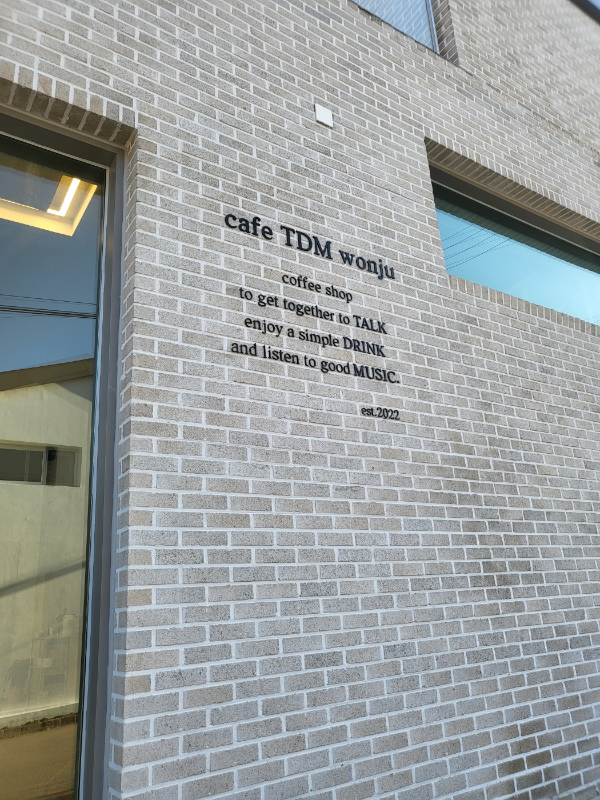 cafe TDM wonju
coffee shop
to get together to TALK
enjoy a simple DRINK
and listen to good MUSIC.
est.2022